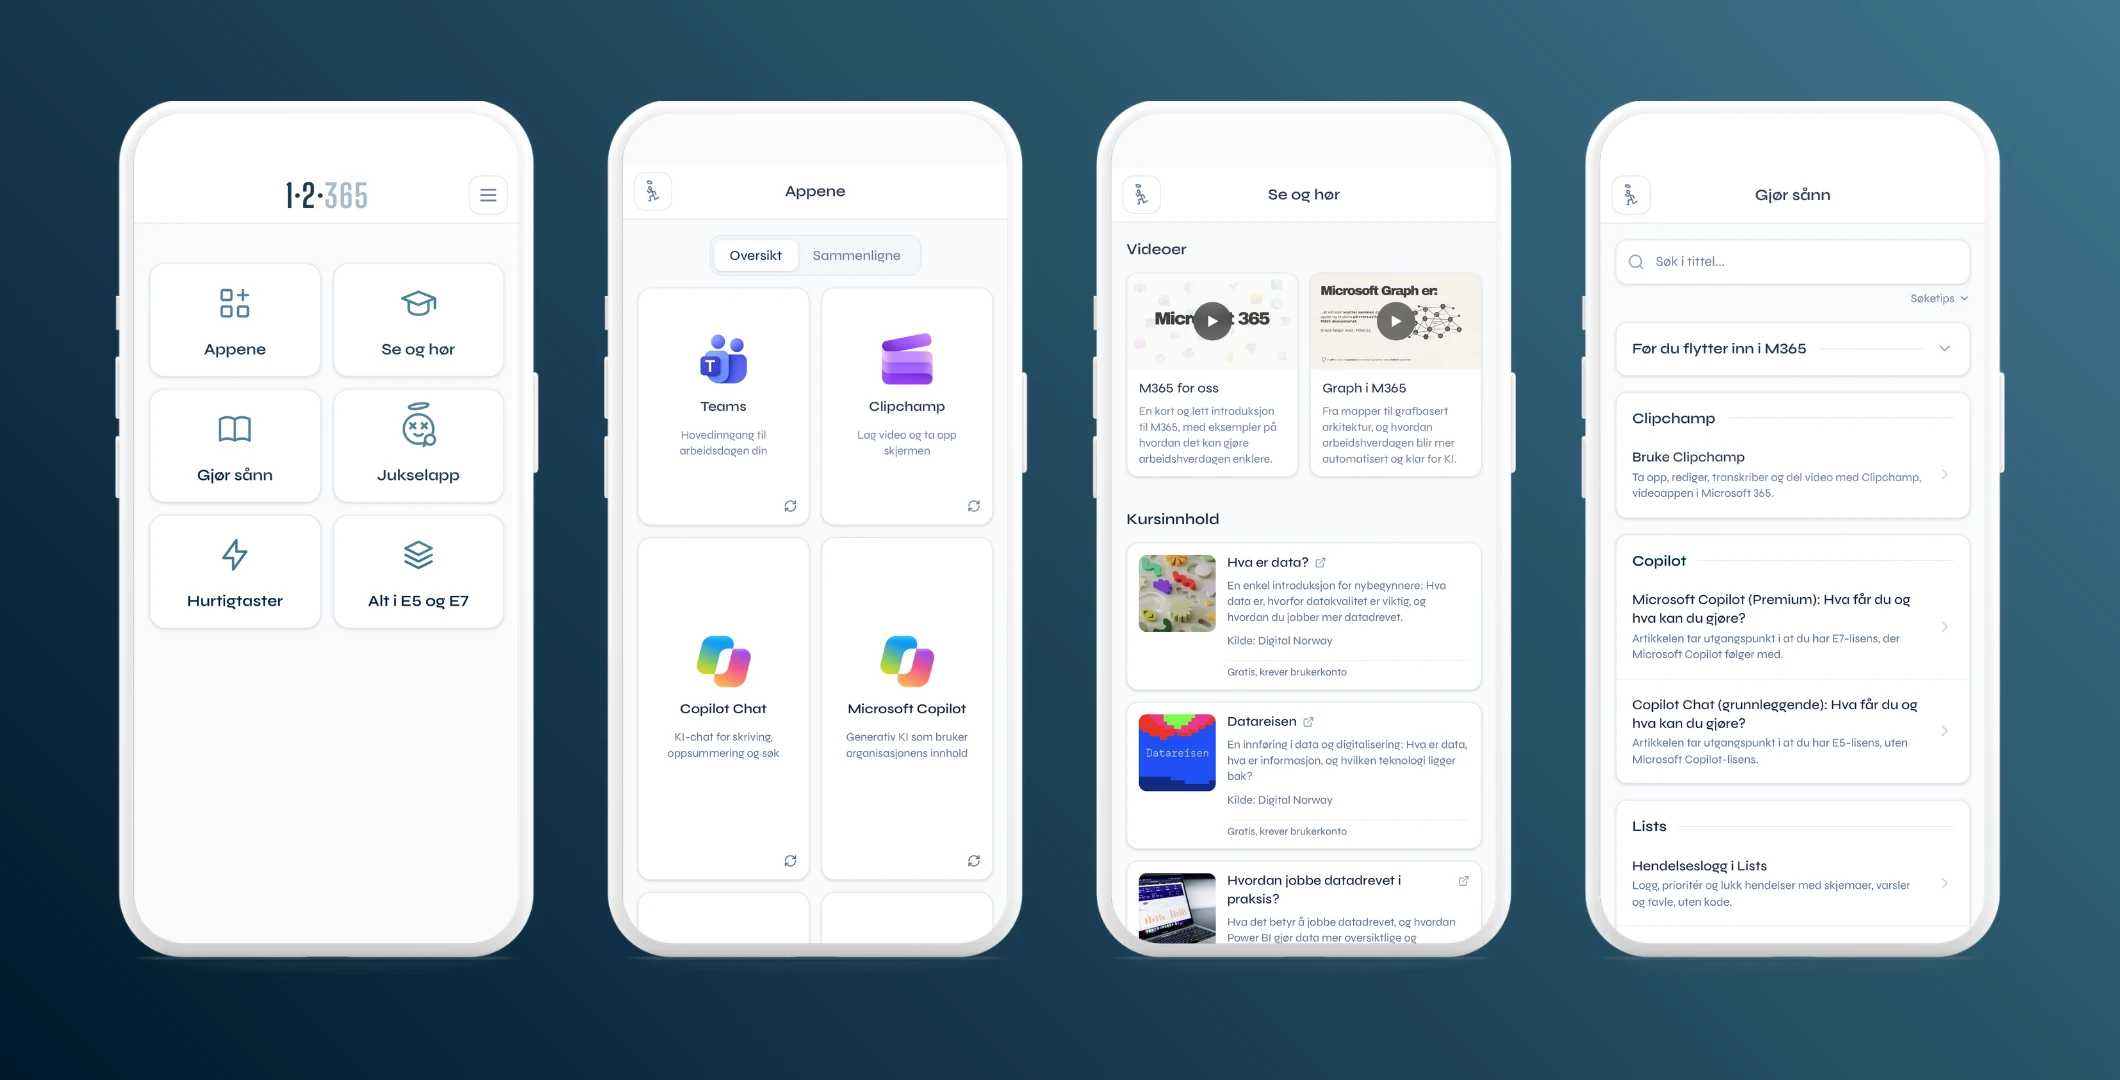 1·2·365
Appene
Se og hør
Gjør sånn
Jukselapp
Hurtigtaster
Alt i E5 og E7
Appene
Oversikt
Sammenligne
Teams
Hovedinngang til
arbeidsdagen din
Clipchamp
Lag video og ta opp
skjermen
Copilot Chat
KI-chat for skriving,
oppsummering og søk
Microsoft Copilot
Generativ KI som bruker
organisasjonens innhold
Se og hør
Videoer
365
M365 for oss
En kort og lett introduksjon
til M365, med eksempler på
hvordan det kan gjøre
arbeidshverdagen enklere.
Microsoft Graph er:
Graph i M365
Fra mapper til grafbasert
arkitektur, og hvordan
arbeidshverdagen blir mer
automatisert og klar for KI.
Kursinnhold
Hva er data?
En enkel introduksjon for nybegynnere: Hva
data er, hvorfor datakvalitet er viktig, og
hvordan du jobber mer datadrevet.
Kilde: Digital Norway
Gratis, krever brukerkonto
Datareisen
Datareisen
En innføring i data og digitalisering: Hva er data,
hva er informasjon, og hvilken teknologi ligger
bak?
Kilde: Digital Norway
Gratis, krever brukerkonto
Hvordan jobbe datadrevet i
praksis?
Hva det betyr å jobbe datadrevet, og hvordan
Power BI gjør data mer oversiktlige og
Gjør sånn
Søk i tittel...
Søketips
Før du flytter inn i M365
Clipchamp
Bruke Clipchamp
Ta opp, rediger, transkriber og del video med Clipchamp,
videoappen i Microsoft 365.
Copilot
Microsoft Copilot (Premium): Hva får du og
hva kan du gjøre?
Artikkelen tar utgangspunkt i at du har E7-lisens, der
Microsoft Copilot følger med.
Copilot Chat (grunnleggende): Hva får du og
hva kan du gjøre?
Artikkelen tar utgangspunkt i at du har E5-lisens, uten
Microsoft Copilot-lisens.
Lists
Hendelseslogg i Lists
Logg, prioritér og lukk hendelser med skjemaer, varsler
og tavle, uten kode.